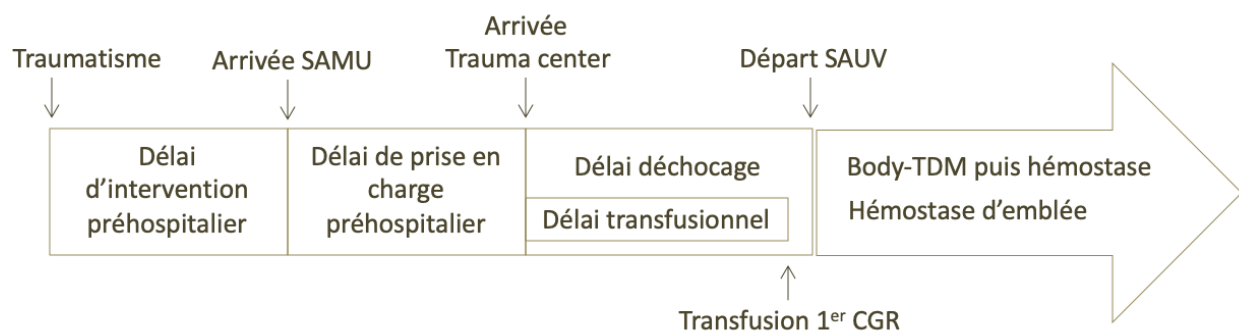 Traumatisme
Arrivée SAMU
Arrivée
Trauma center
Départ SAUV
Délai
d’intervention
préhospitalier
Délai de prise en
charge
préhospitalier
Délai déchocage
Délai transfusionnel
Body-TDM puis hémostase
Hémostase d’emblée
Transfusion 1er CGR